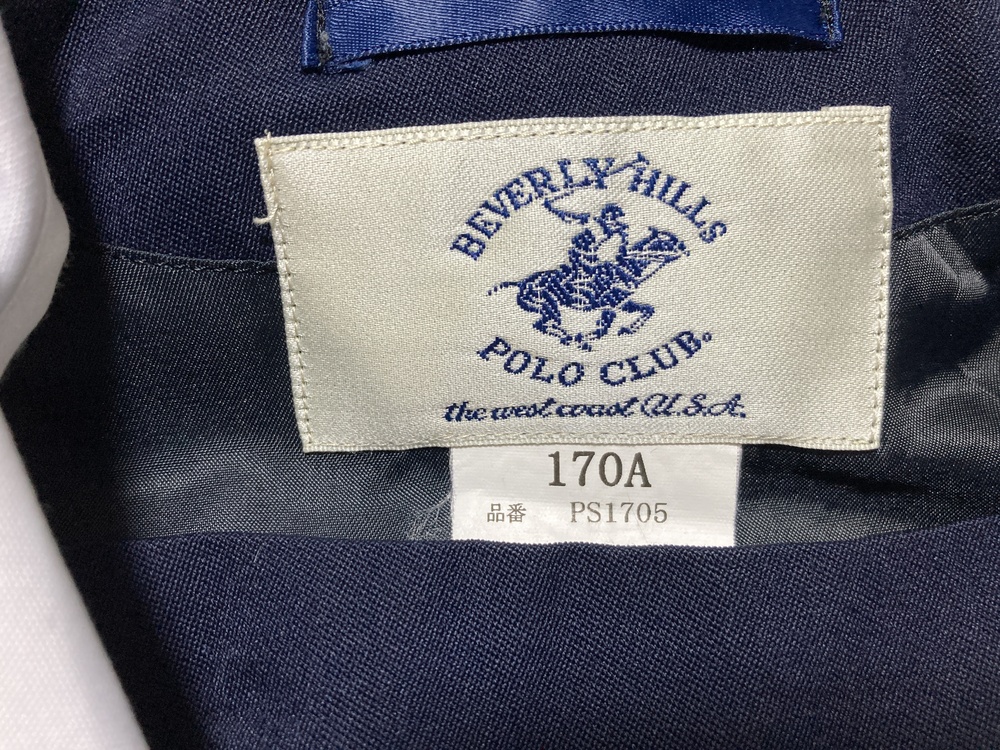 BEVERLY HILLS
POLO CLUB®
the west coast U.S.A.
170A
品番 PS1705